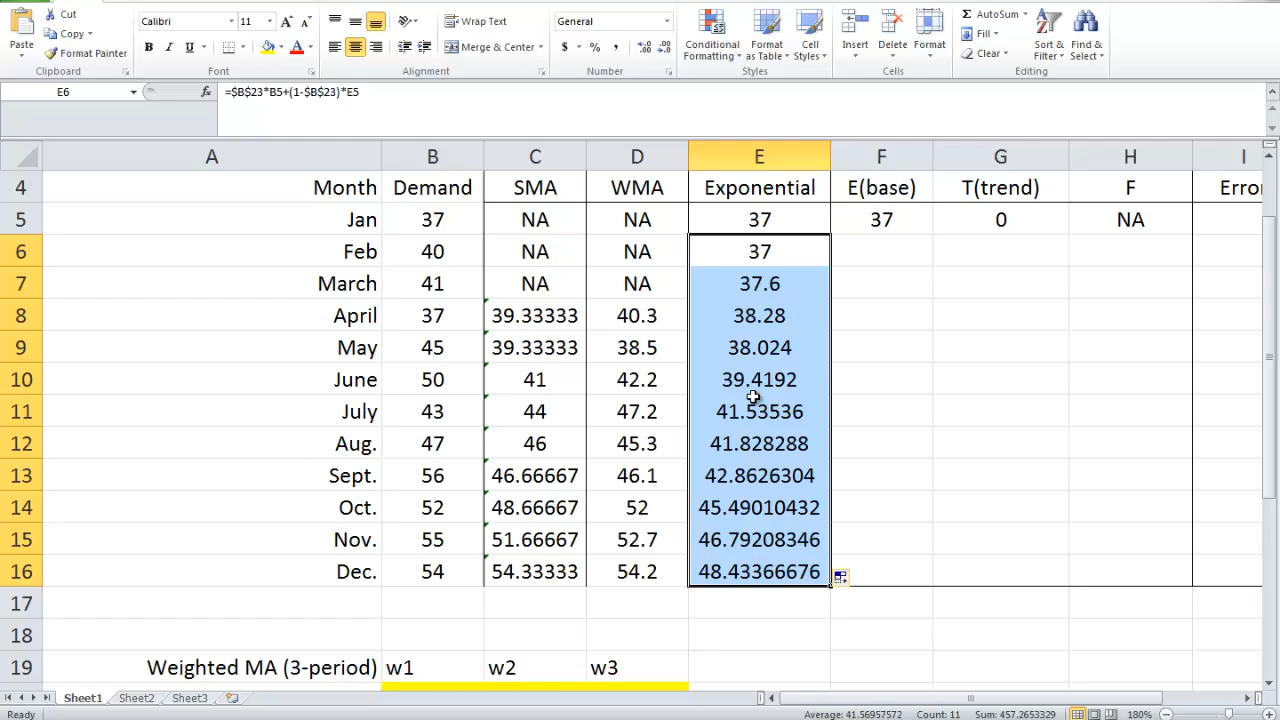 Cut
Copy
Format Painter
Paste
Clipboard
Calibri 11
B I U
Font
Wrap Text
Merge & Center
Alignment
General
$ % ,
Number
Conditional Formatting
Format as Table
Cell Styles
Styles
Insert
Delete
Format
Cells
AutoSum
Fill
Clear
Sort & Filter
Find & Select
Editing
E6 fx =$B$23*B5+(1-$B$23)*E5
A B C D E F G H I
4 Month Demand SMA WMA Exponential E(base) T(trend) F Error
5 Jan 37 NA NA 37 37 0 NA
6 Feb 40 NA NA 37
7 March 41 NA NA 37.6
8 April 37 39.33333 40.3 38.28
9 May 45 39.33333 38.5 38.024
10 June 50 41 42.2 39.4192
11 July 43 44 47.2 41.53536
12 Aug. 47 46 45.3 41.828288
13 Sept. 56 46.66667 46.1 42.8626304
14 Oct. 52 48.66667 52 45.49010432
15 Nov. 55 51.66667 52.7 46.79208346
16 Dec. 54 54.33333 54.2 48.43366676
17
18
19 Weighted MA (3-period) w1 w2 w3
Sheet1 Sheet2 Sheet3
Average: 41.56957572 Count: 11 Sum: 457.2653329 180%